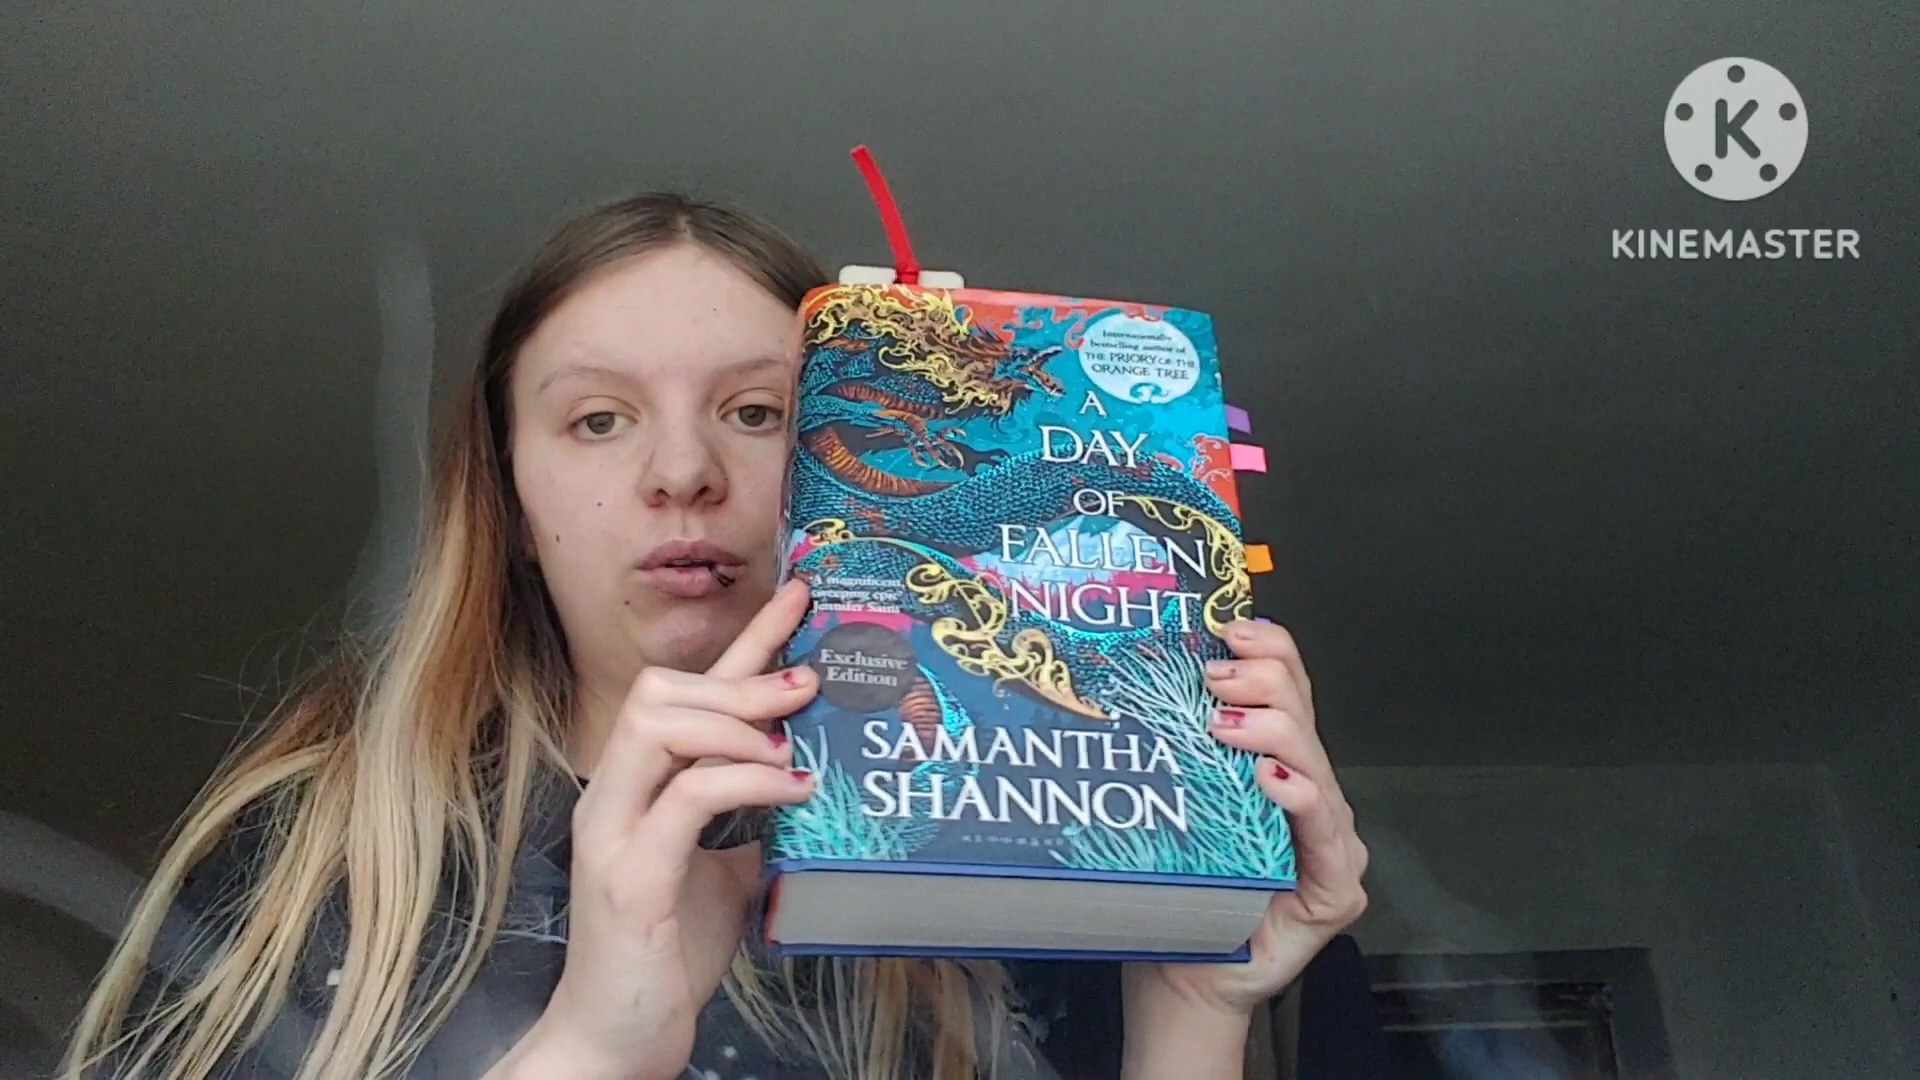 K
KINEMASTER
Internationally
bestselling author of
THE PRIORY OF THE
ORANGE TREE
A
DAY
OF
FALLEN
NIGHT
'A magnificent,
sweeping epic'
Jennifer Saint
Exclusive
Edition
SAMANTHA
SHANNON